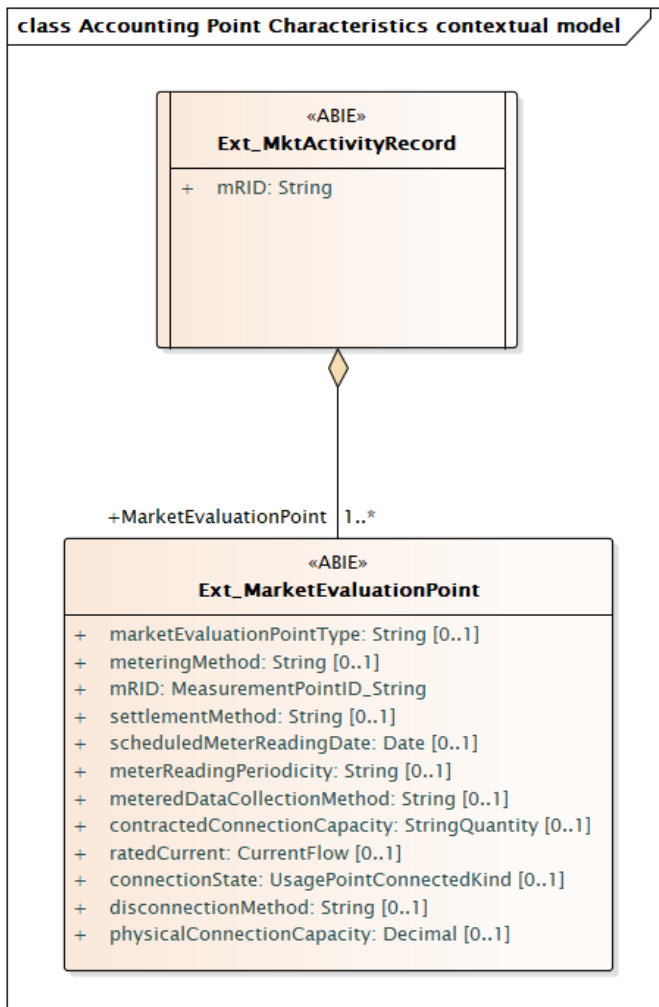 class Accounting Point Characteristics contextual model
«ABIE»
Ext_MktActivityRecord
+ mRID: String
+MarketEvaluationPoint 1..*
«ABIE»
Ext_MarketEvaluationPoint
+ marketEvaluationPointType: String [0..1]
+ meteringMethod: String [0..1]
+ mRID: MeasurementPointID_String
+ settlementMethod: String [0..1]
+ scheduledMeterReadingDate: Date [0..1]
+ meterReadingPeriodicity: String [0..1]
+ meteredDataCollectionMethod: String [0..1]
+ contractedConnectionCapacity: StringQuantity [0..1]
+ ratedCurrent: CurrentFlow [0..1]
+ connectionState: UsagePointConnectedKind [0..1]
+ disconnectionMethod: String [0..1]
+ physicalConnectionCapacity: Decimal [0..1]